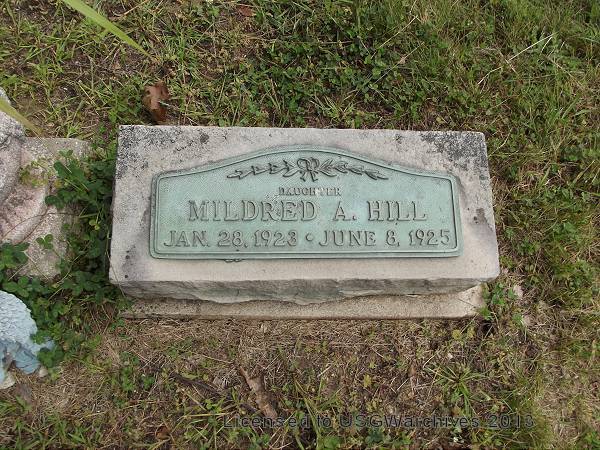 DAUGHTER
MILDRED A. HILL
JAN. 28, 1923 · JUNE 8, 1925
Licensed to USGWarchives 2013